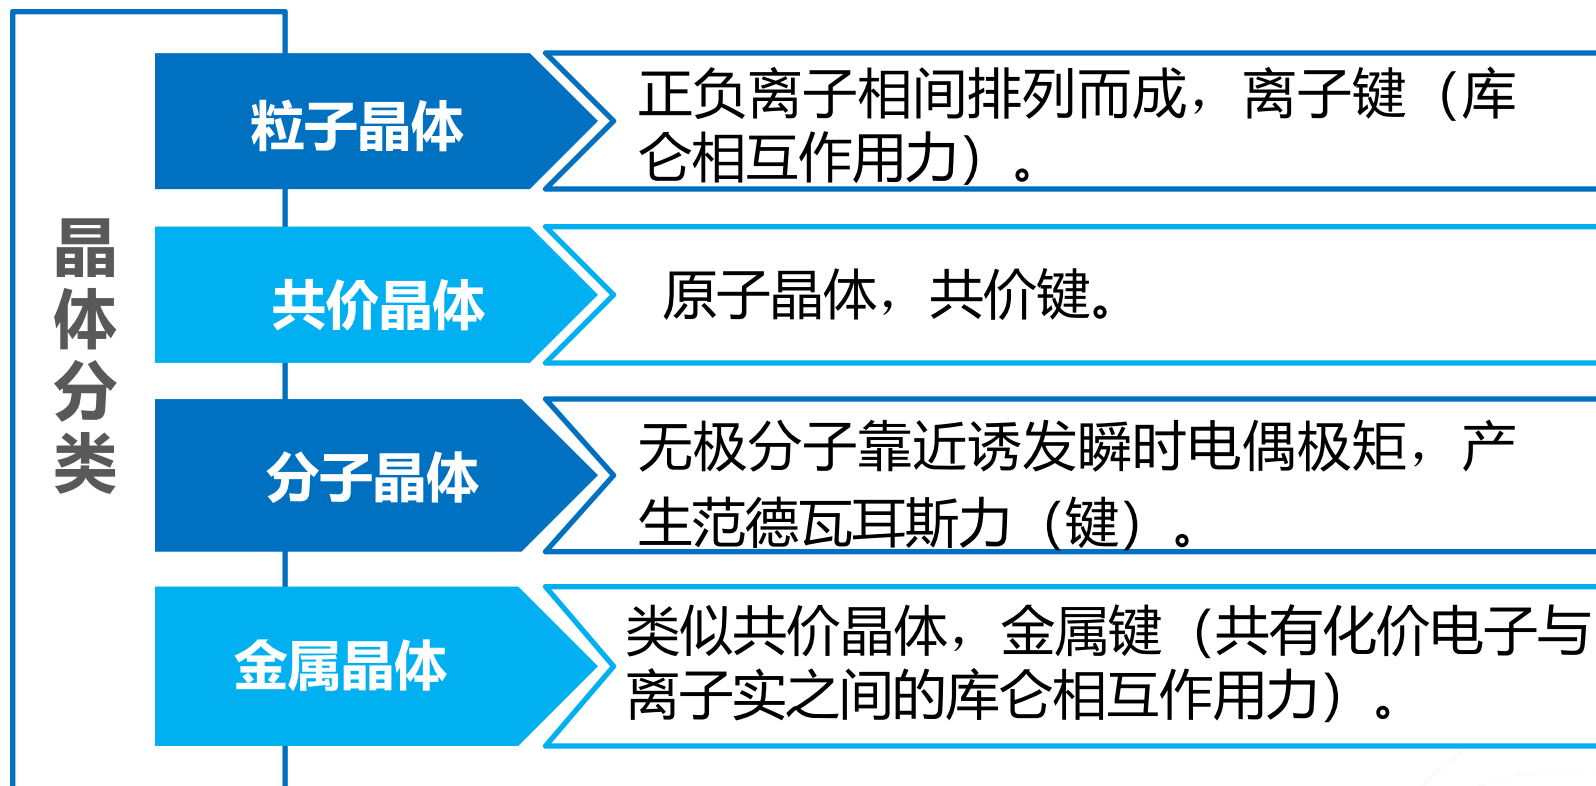 晶体分类
粒子晶体
正负离子相间排列而成，离子键（库
仑相互作用力）。
共价晶体
原子晶体，共价键。
分子晶体
无极分子靠近诱发瞬时电偶极矩，产
生范德瓦耳斯力（键）。
金属晶体
类似共价晶体，金属键（共有化价电子与
离子实之间的库仑相互作用力）。